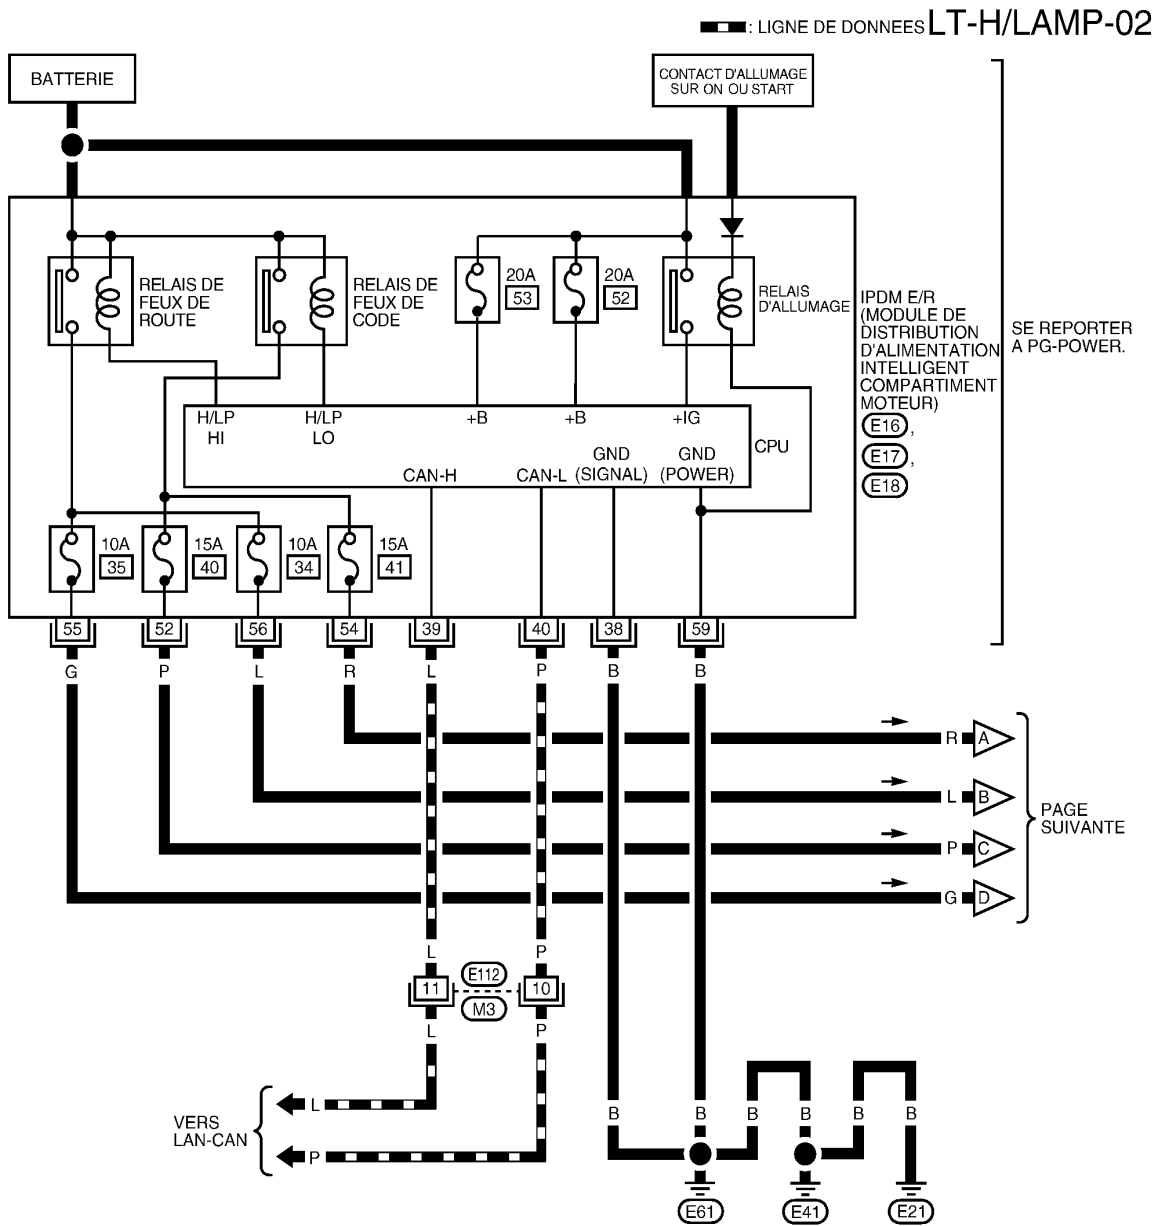 : LIGNE DE DONNEES LT-H/LAMP-02
BATTERIE
CONTACT D'ALLUMAGE
SUR ON OU START
RELAIS DE
FEUX DE
ROUTE
RELAIS DE
FEUX DE
CODE
20A
53
20A
52
RELAIS
D'ALLUMAGE
IPDM E/R
(MODULE DE
DISTRIBUTION
D'ALIMENTATION
INTELLIGENT
COMPARTIMENT
MOTEUR)
E16,
E17,
E18
SE REPORTER
A PG-POWER.
H/LP
HI
H/LP
LO
+B
+B
+IG
CPU
CAN-H
CAN-L
GND
(SIGNAL)
GND
(POWER)
10A
35
15A
40
10A
34
15A
41
55 52 56 54 39 40 38 59
G P L R L P B B
R A
L B
P C
G D
PAGE
SUIVANTE
L P
11 E112 10
M3
L P
VERS
LAN-CAN
L
P
B B B B B B
E61 E41 E21